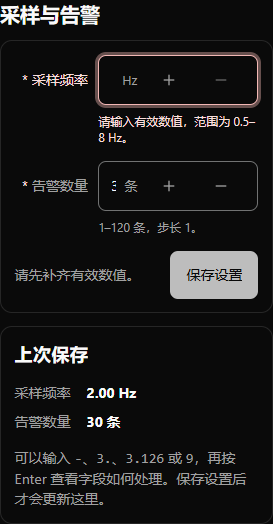 采样与告警
* 采样频率
Hz + −
请输入有效数值，范围为 0.5–
8 Hz。
* 告警数量
条 + −
1–120 条，步长 1。
请先补齐有效数值。
保存设置
上次保存
采样频率 2.00 Hz
告警数量 30 条
可以输入 -、3.、3.126 或 9，再按
Enter 查看字段如何处理。保存设置后
才会更新这里。